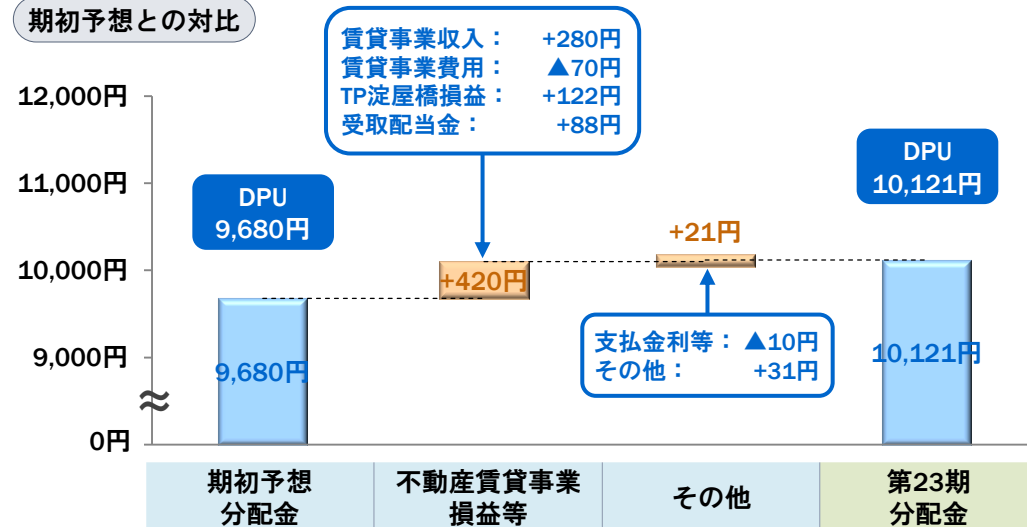 期初予想との対比
賃貸事業収入： +280円
賃貸事業費用： ▲70円
TP淀屋橋損益： +122円
受取配当金： +88円
12,000円
11,000円
10,000円
9,000円
0円
DPU
9,680円
DPU
10,121円
+420円
+21円
9,680円
10,121円
支払金利等： ▲10円
その他： +31円
≈
期初予想
分配金
不動産賃貸事業
損益等
その他
第23期
分配金